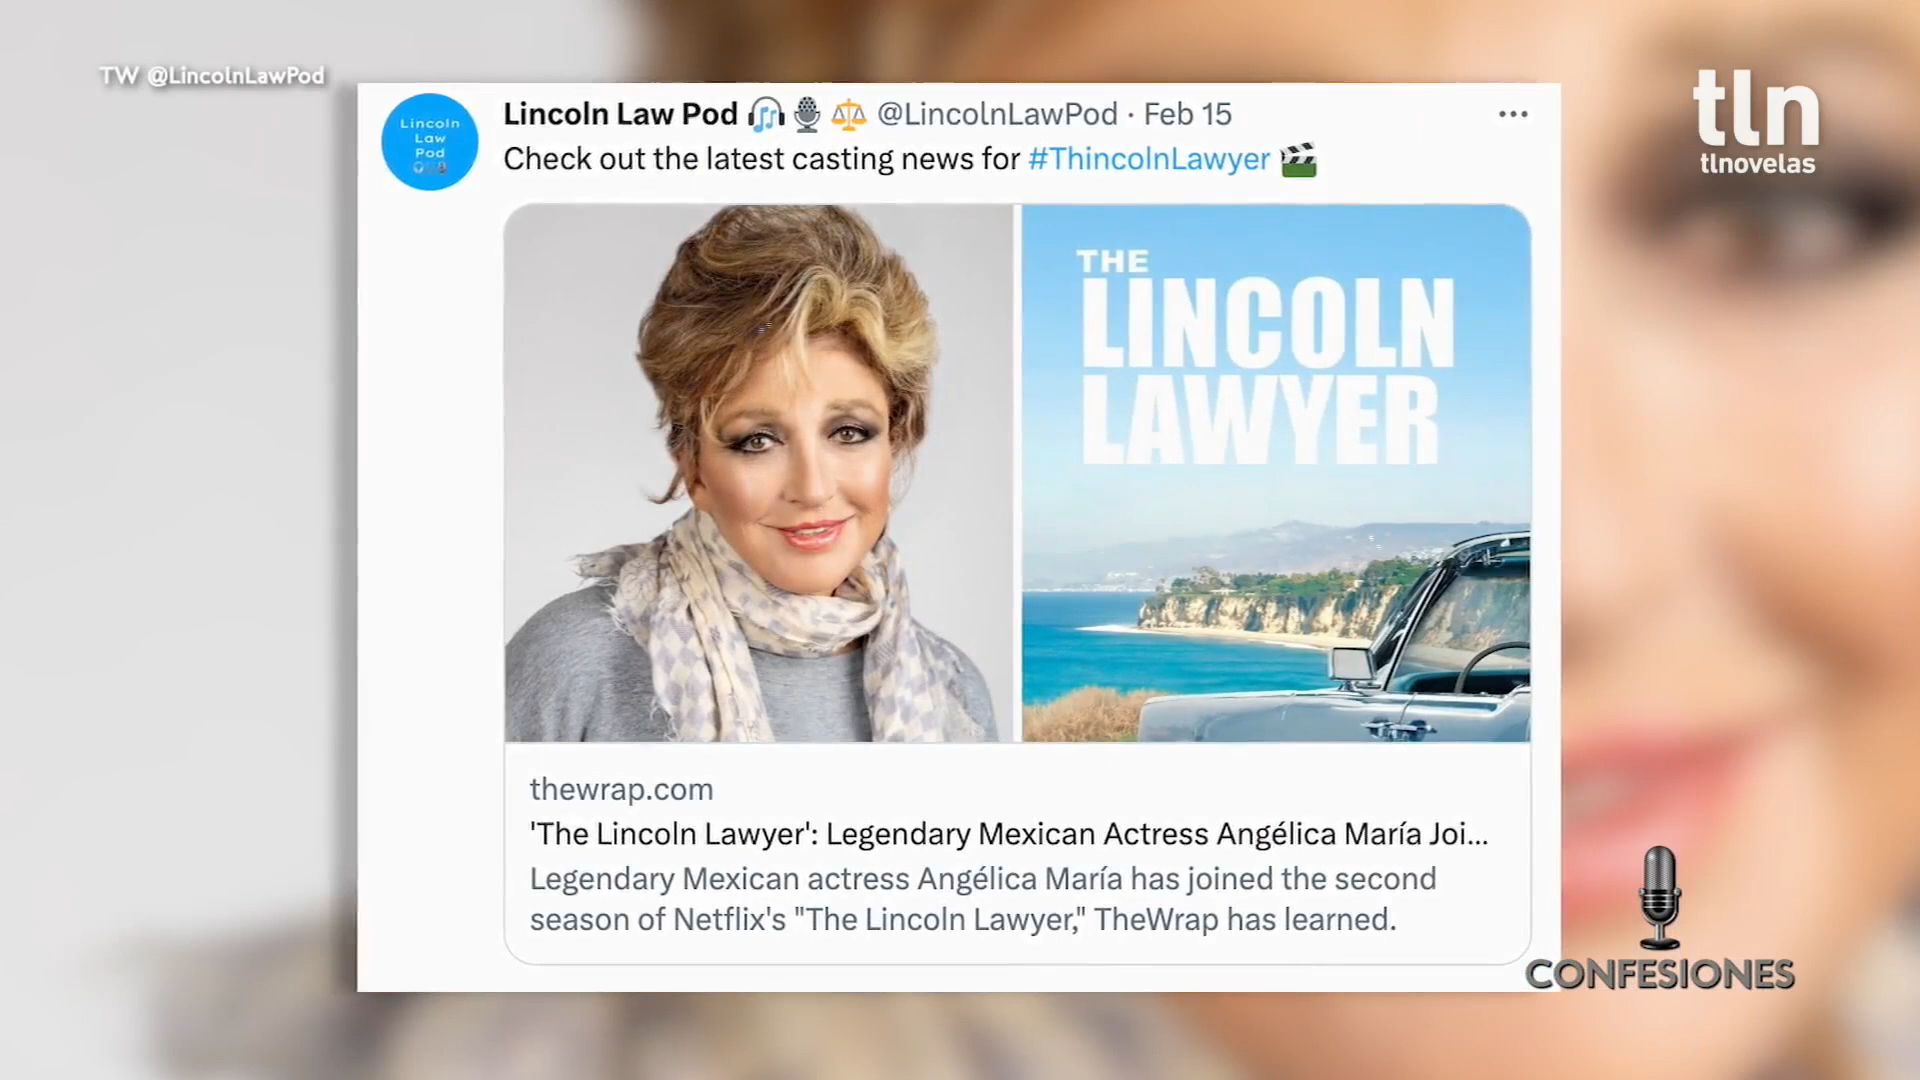 TW @LincolnLawPod
Lincoln Law Pod @LincolnLawPod · Feb 15
Lincoln
Law
Pod
Check out the latest casting news for #ThincolnLawyer
tln
tlnovelas
THE
LINCOLN
LAWYER
thewrap.com
'The Lincoln Lawyer': Legendary Mexican Actress Angélica María Joi...
Legendary Mexican actress Angélica María has joined the second
season of Netflix's "The Lincoln Lawyer," TheWrap has learned.
CONFESIONES